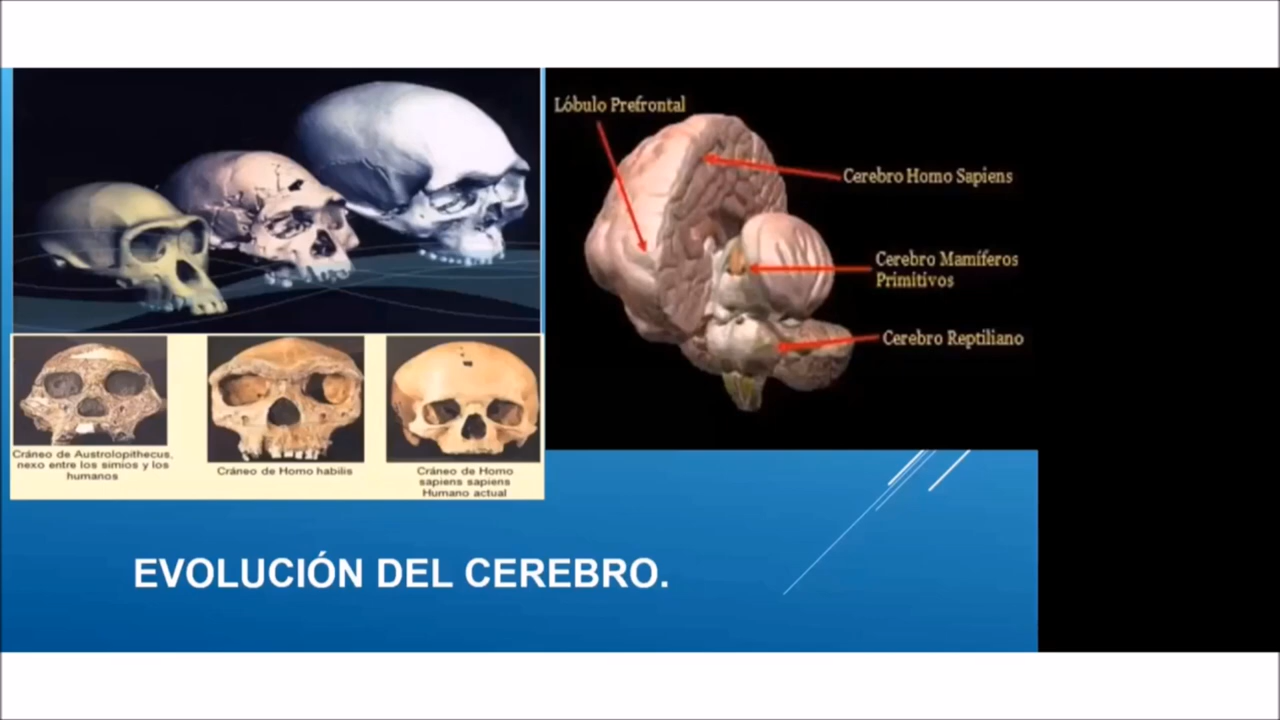 Lóbulo Prefrontal
Cerebro Homo Sapiens
Cerebro Mamíferos
Primitivos
Cerebro Reptiliano
Cráneo de Austrolopithecus,
nexo entre los simios y los
humanos
Cráneo de Homo habilis
Cráneo de Homo
sapiens sapiens
Humano actual
EVOLUCIÓN DEL CEREBRO.